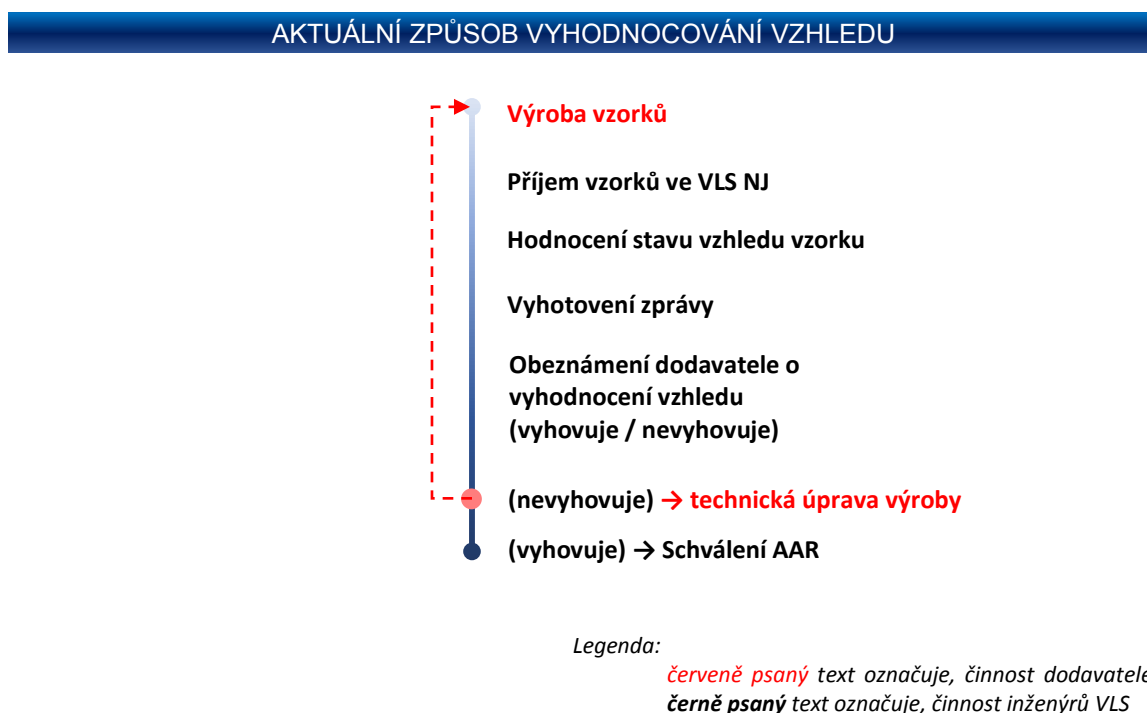 AKTUÁLNÍ ZPŮSOB VYHODNOCOVÁNÍ VZHLEDU
Výroba vzorků
Příjem vzorků ve VLS NJ
Hodnocení stavu vzhledu vzorku
Vyhotovení zprávy
Obeznámení dodavatele o
vyhodnocení vzhledu
(vyhovuje / nevyhovuje)
(nevyhovuje) → technická úprava výroby
(vyhovuje) → Schválení AAR
Legenda:
červeně psaný text označuje, činnost dodavatele
černě psaný text označuje, činnost inženýrů VLS